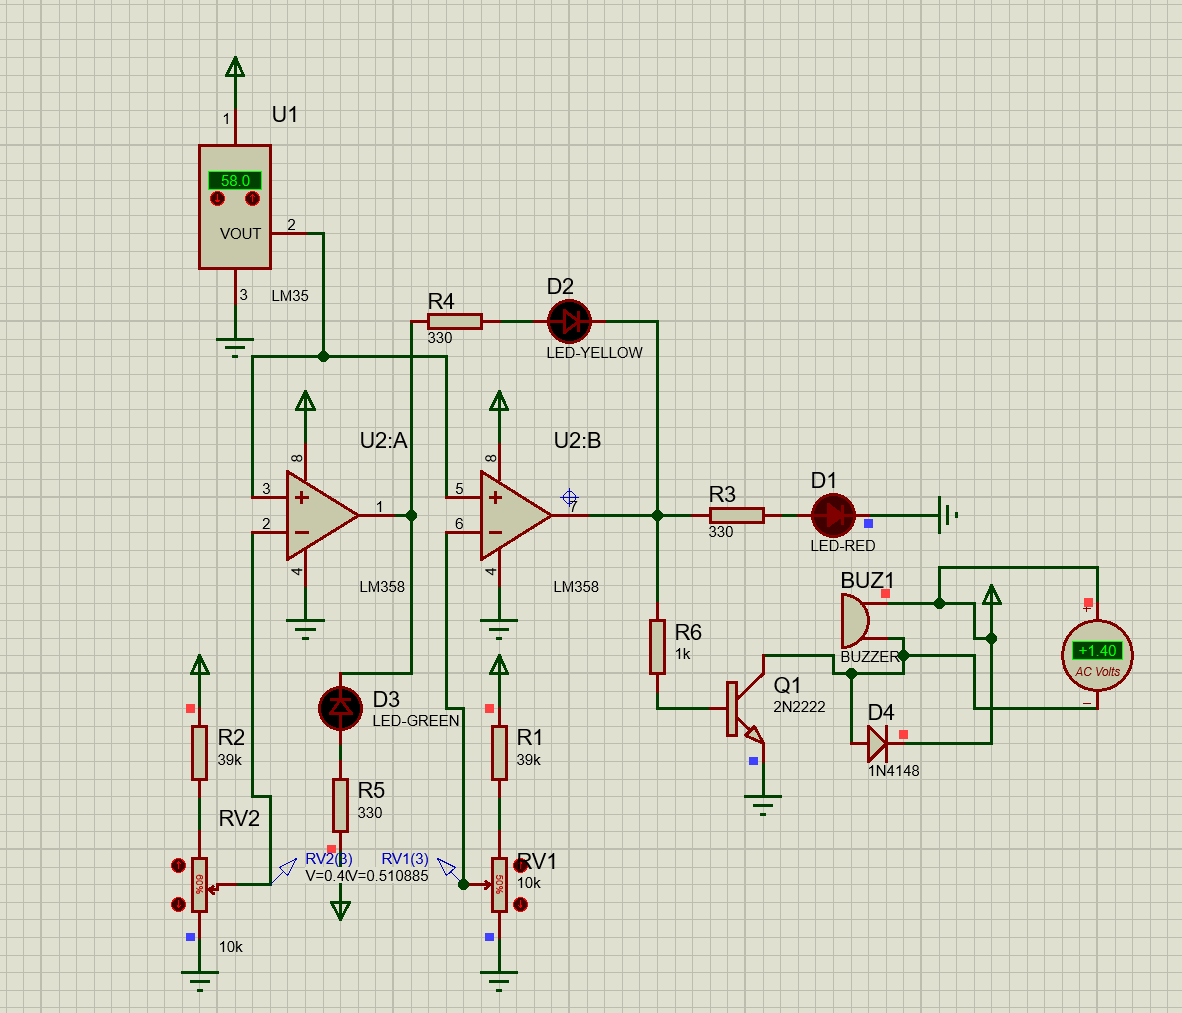 U1
1
58.0
2
VOUT
3
LM35
R4
330
D2
LED-YELLOW
U2:A
8
3
2
1
4
LM358
U2:B
8
5
6
7
4
LM358
R3
330
D1
LED-RED
BUZ1
BUZZER
+
+1.40
AC Volts
R6
1k
Q1
2N2222
D4
1N4148
D3
LED-GREEN
R2
39k
R1
39k
R5
330
RV2
60%
10k
RV2(3)
V=0.4
RV1(3)
V=0.510885
RV1
50%
10k